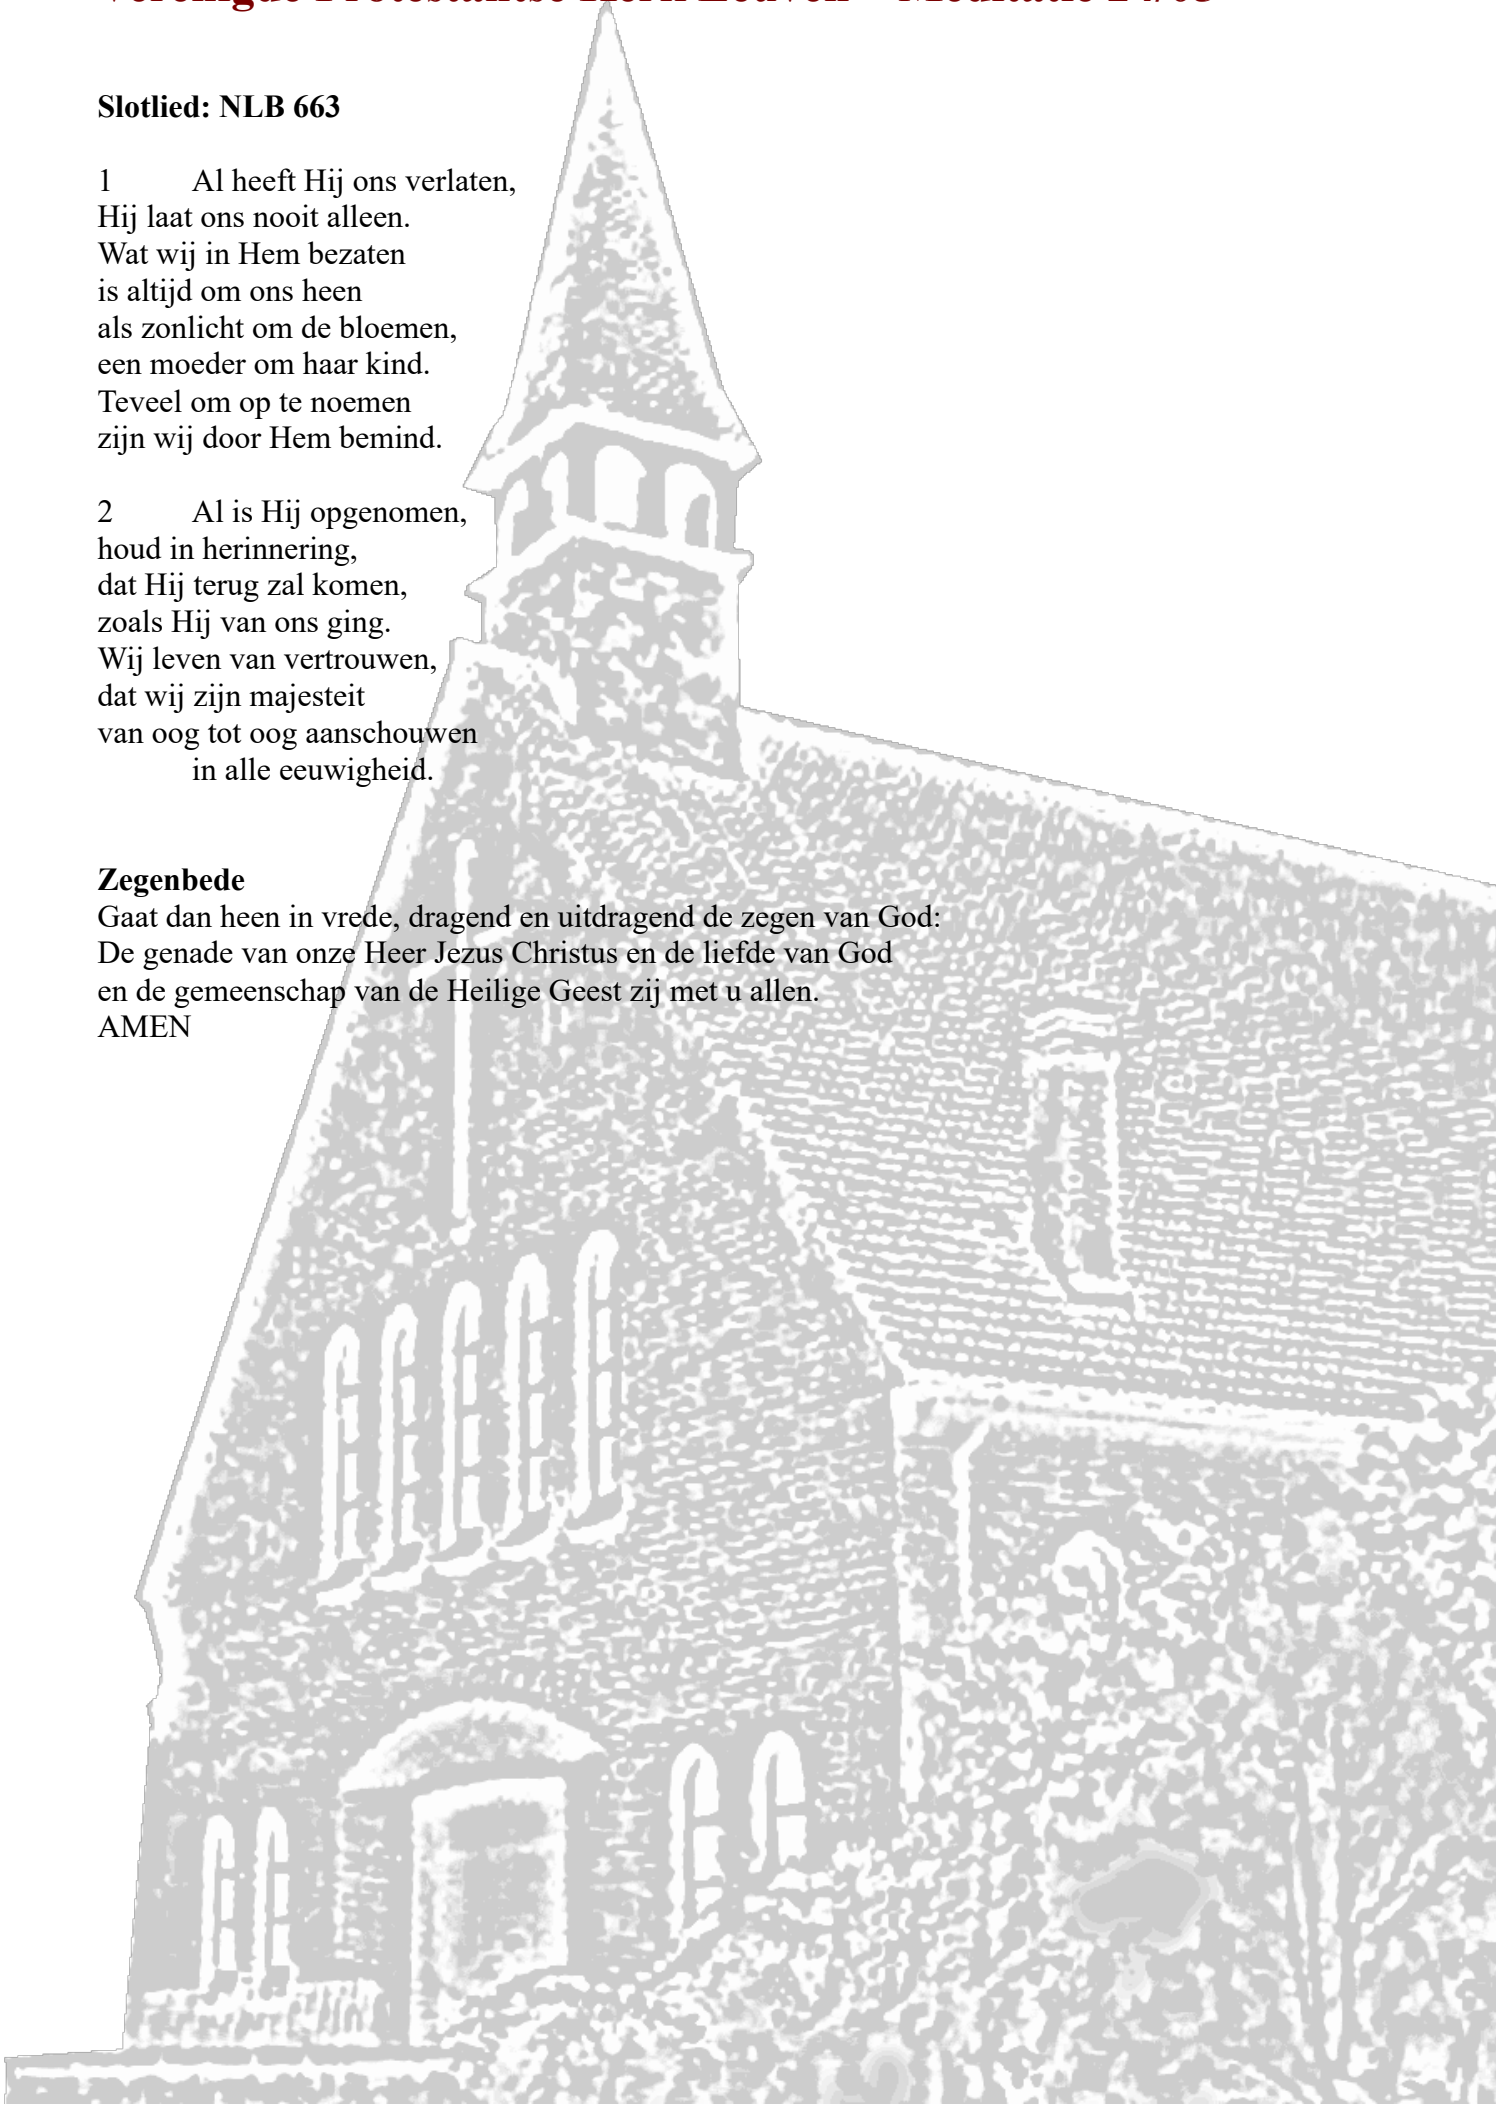 Verenigde Protestantse Kerk Leuven – Meditatie
Slotlied: NLB 663
1 Al heeft Hij ons verlaten,
Hij laat ons nooit alleen.
Wat wij in Hem bezaten
is altijd om ons heen
als zonlicht om de bloemen,
een moeder om haar kind.
Teveel om op te noemen
zijn wij door Hem bemind.
2 Al is Hij opgenomen,
houd in herinnering,
dat Hij terug zal komen,
zoals Hij van ons ging.
Wij leven van vertrouwen,
dat wij zijn majesteit
van oog tot oog aanschouwen
in alle eeuwigheid.
Zegenbede
Gaat dan heen in vrede, dragend en uitdragend de zegen van God:
De genade van onze Heer Jezus Christus en de liefde van God
en de gemeenschap van de Heilige Geest zij met u allen.
AMEN